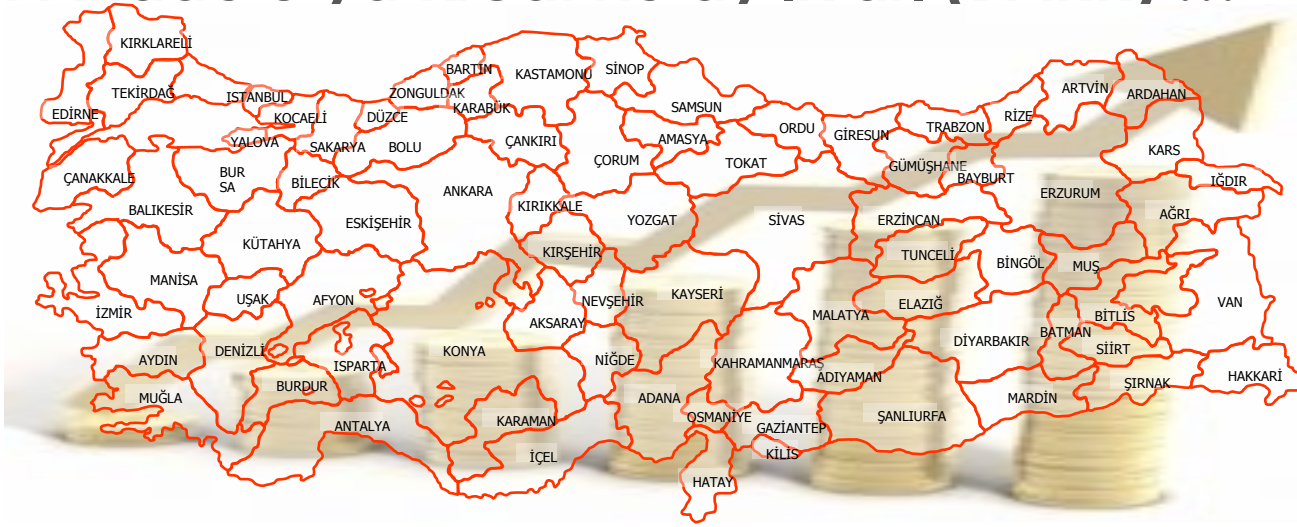 KIRKLARELİ
TEKİRDAĞ
EDİRNE
ISTANBUL
KOCAELİ
YALOVA
SAKARYA
DÜZCE
BOLU
ZONGULDAK
BARTIN
KARABÜK
KASTAMONU
SİNOP
ÇANKIRI
SAMSUN
AMASYA
ÇORUM
ORDU
TOKAT
GİRESUN
TRABZON
RİZE
ARTVİN
ARDAHAN
KARS
IĞDIR
GÜMÜŞHANE
BAYBURT
ERZURUM
AĞRI
ÇANAKKALE
BUR
SA
BİLECİK
BALIKESİR
ESKİŞEHİR
ANKARA
KIRIKKALE
YOZGAT
SİVAS
ERZİNCAN
KÜTAHYA
KIRŞEHİR
TUNCELİ
BİNGÖL
MUŞ
MANİSA
UŞAK
AFYON
NEVŞEHİR
KAYSERİ
ELAZIĞ
VAN
İZMİR
AKSARAY
MALATYA
BİTLİS
BATMAN
SİİRT
DİYARBAKIR
AYDIN
DENİZLİ
ISPARTA
KONYA
NİĞDE
KAHRAMANMARAŞ
ADIYAMAN
ŞIRNAK
HAKKARİ
MUĞLA
BURDUR
ADANA
MARDİN
ANTALYA
KARAMAN
OSMANİYE
GAZİANTEP
ŞANLIURFA
İÇEL
KİLİS
HATAY